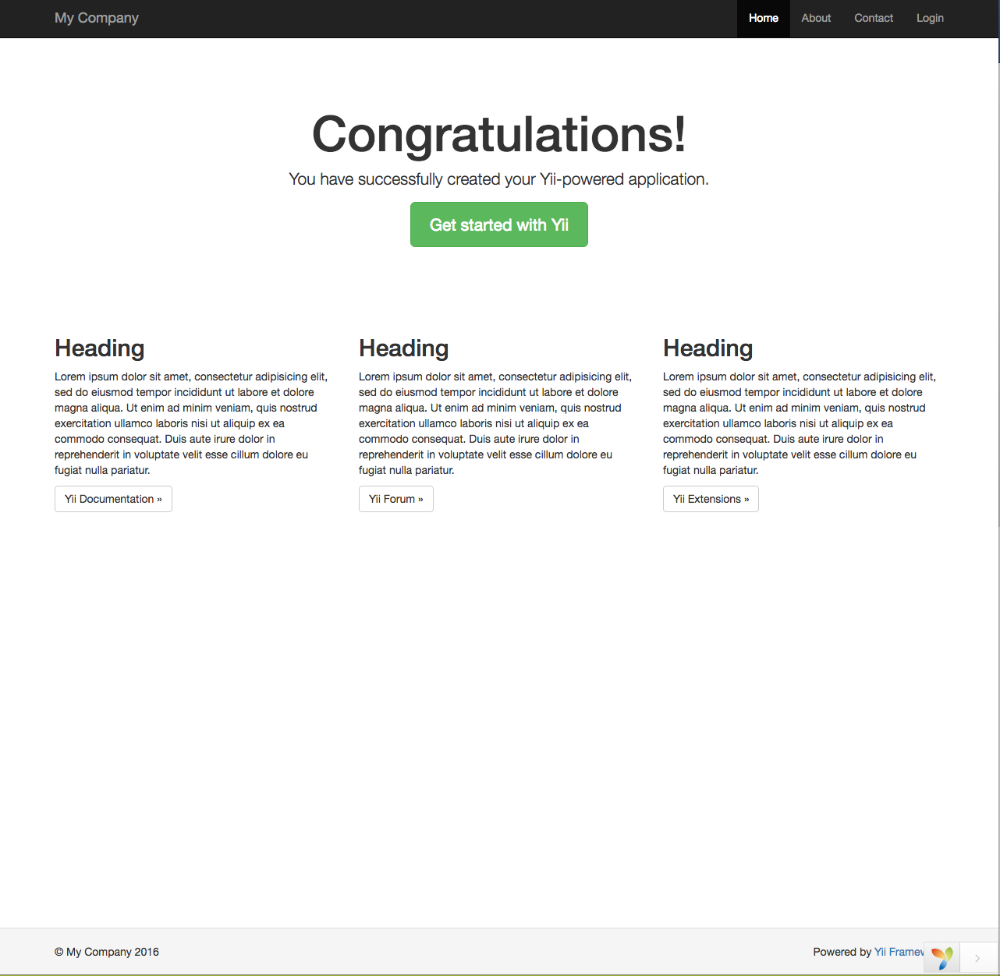 My Company
Home About Contact Login
Congratulations!
You have successfully created your Yii-powered application.
Get started with Yii
Heading
Lorem ipsum dolor sit amet, consectetur adipisicing elit,
sed do eiusmod tempor incididunt ut labore et dolore
magna aliqua. Ut enim ad minim veniam, quis nostrud
exercitation ullamco laboris nisi ut aliquip ex ea
commodo consequat. Duis aute irure dolor in
reprehenderit in voluptate velit esse cillum dolore eu
fugiat nulla pariatur.
Yii Documentation »
Heading
Lorem ipsum dolor sit amet, consectetur adipisicing elit,
sed do eiusmod tempor incididunt ut labore et dolore
magna aliqua. Ut enim ad minim veniam, quis nostrud
exercitation ullamco laboris nisi ut aliquip ex ea
commodo consequat. Duis aute irure dolor in
reprehenderit in voluptate velit esse cillum dolore eu
fugiat nulla pariatur.
Yii Forum »
Heading
Lorem ipsum dolor sit amet, consectetur adipisicing elit,
sed do eiusmod tempor incididunt ut labore et dolore
magna aliqua. Ut enim ad minim veniam, quis nostrud
exercitation ullamco laboris nisi ut aliquip ex ea
commodo consequat. Duis aute irure dolor in
reprehenderit in voluptate velit esse cillum dolore eu
fugiat nulla pariatur.
Yii Extensions »
© My Company 2016
Powered by Yii